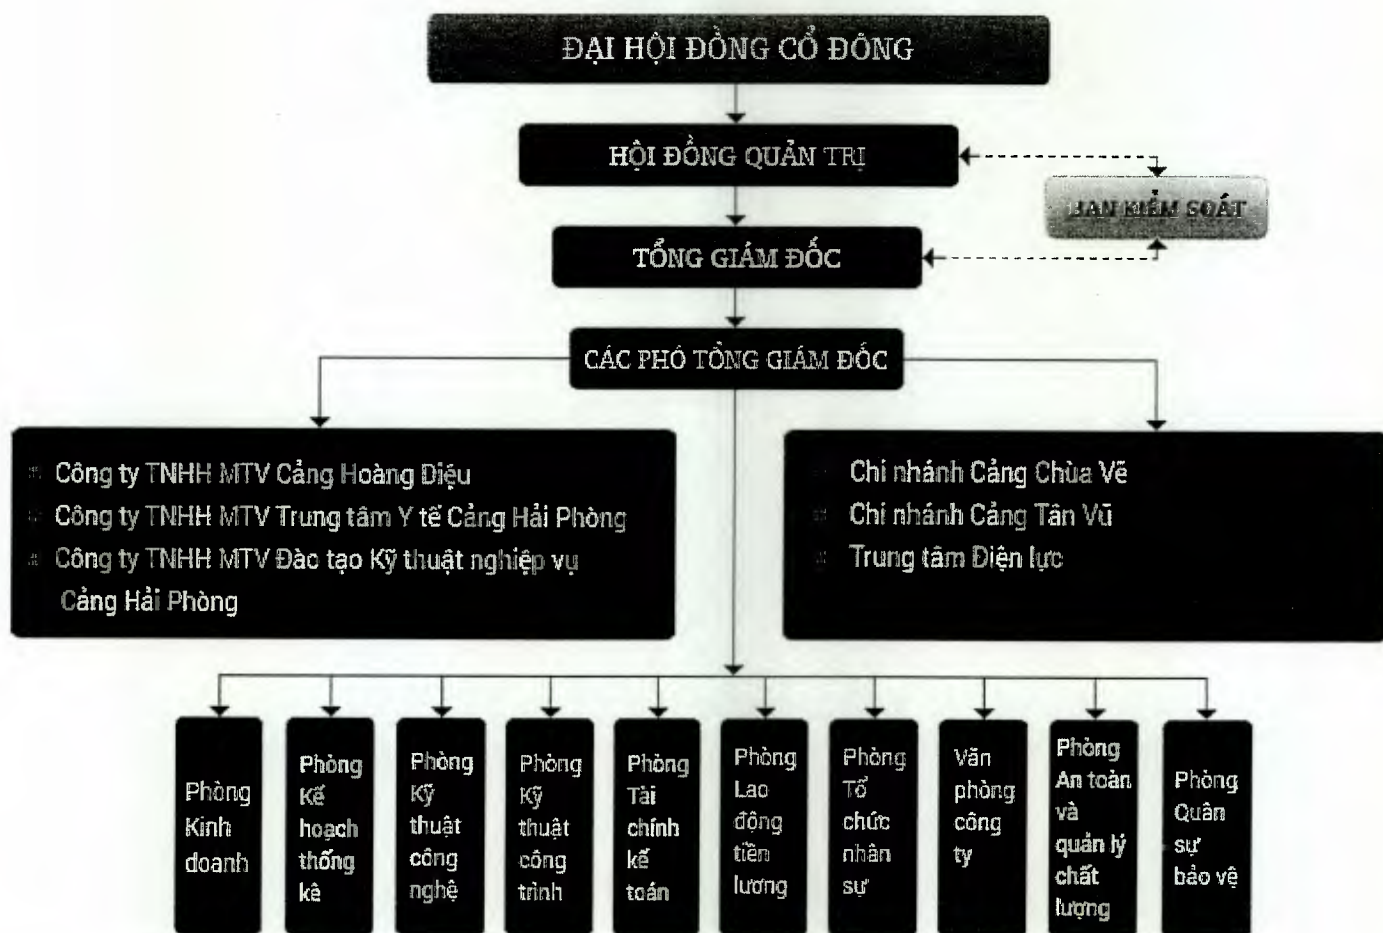 ĐẠI HỘI ĐỒNG CỔ ĐÔNG
HỘI ĐỒNG QUẢN TRỊ
BAN KIỂM SOÁT
TỔNG GIÁM ĐỐC
CÁC PHÓ TỔNG GIÁM ĐỐC
Công ty TNHH MTV Cảng Hoàng Diệu
Công ty TNHH MTV Trung tâm Y tế Cảng Hải Phòng
Công ty TNHH MTV Đào tạo Kỹ thuật nghiệp vụ
Cảng Hải Phòng
Chi nhánh Cảng Chùa Vẽ
Chi nhánh Cảng Tân Vũ
Trung tâm Điện lực
Phòng
Kinh
doanh
Phòng
Kế
hoạch
thống
kê
Phòng
Kỹ
thuật
công
nghệ
Phòng
Kỹ
thuật
công
trình
Phòng
Tài
chính
kế
toán
Phòng
Lao
động
tiền
lương
Phòng
Tổ
chức
nhân
sự
Văn
phòng
công
ty
Phòng
An toàn
và
quản lý
chất
lượng
Phòng
Quân
sự
bảo vệ